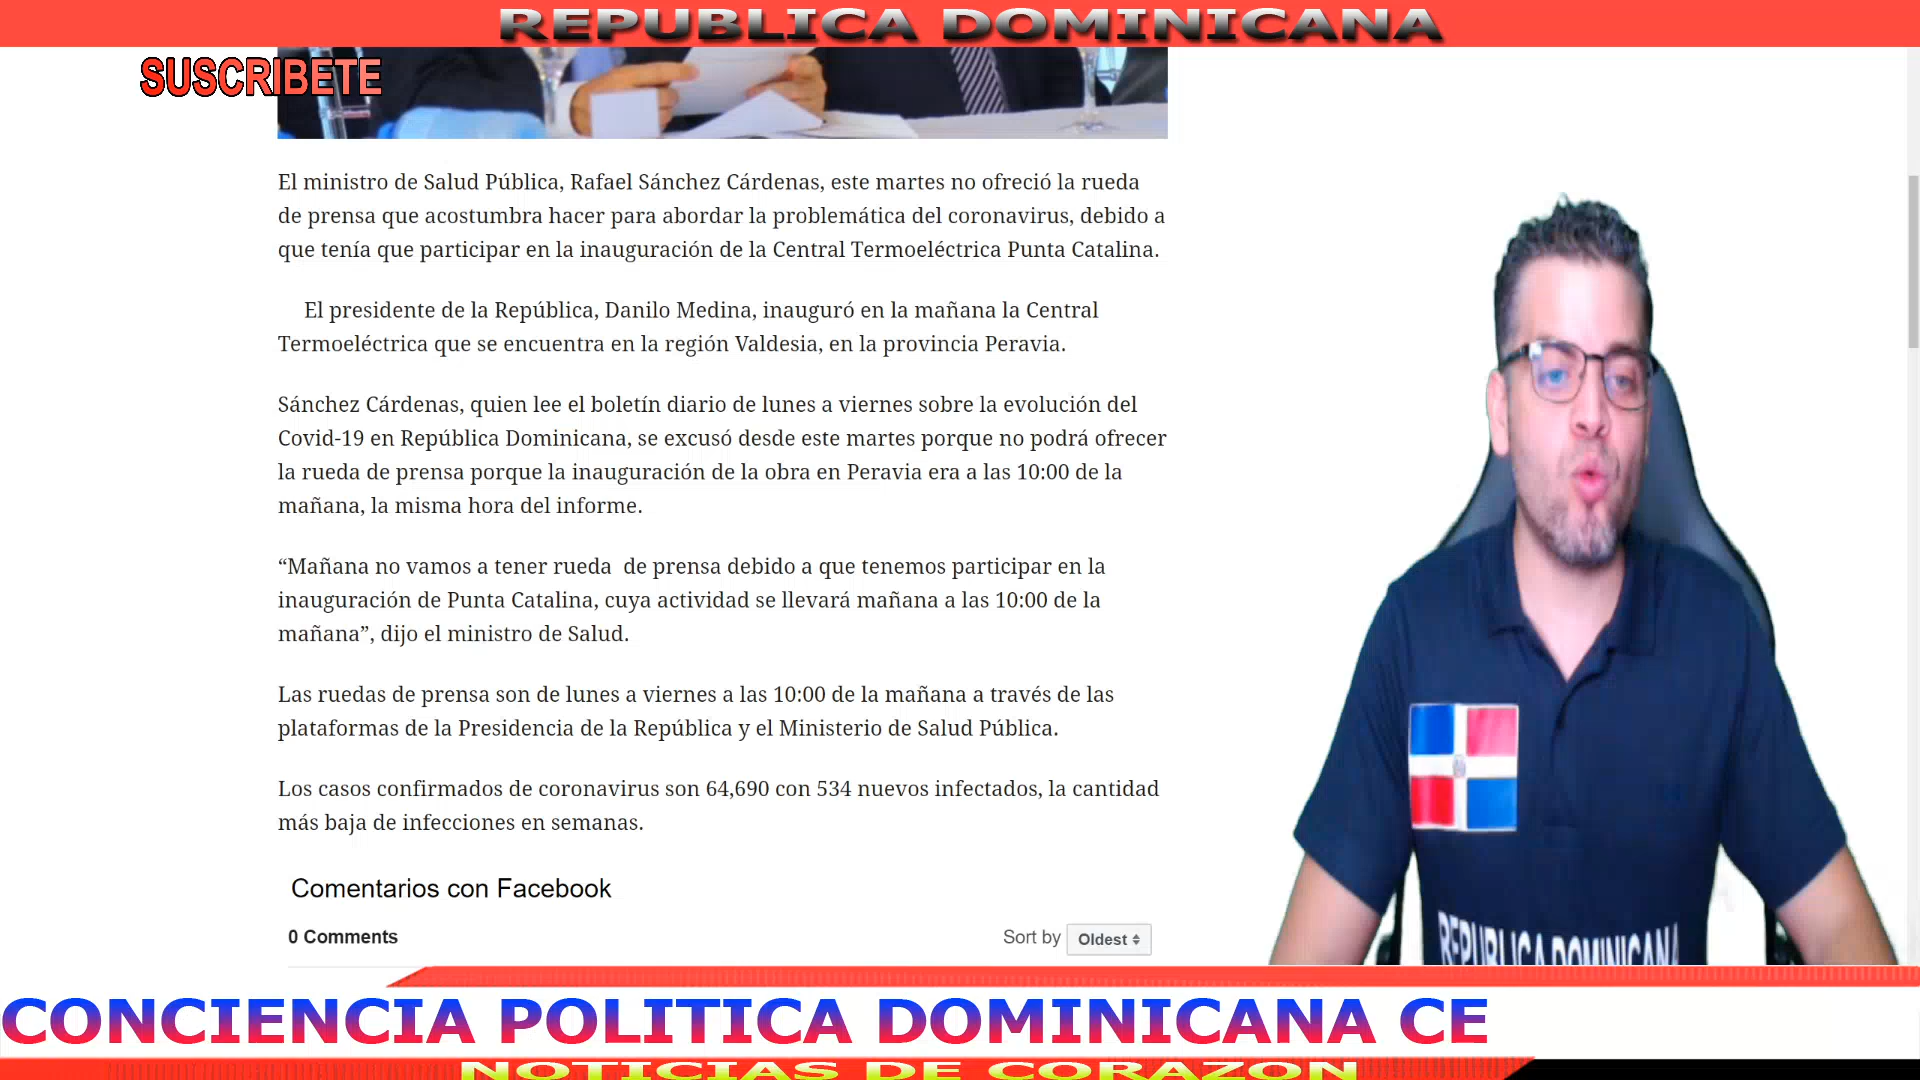 REPUBLICA DOMINICANA
SUSCRIBETE
El ministro de Salud Pública, Rafael Sánchez Cárdenas, este martes no ofreció la rueda
de prensa que acostumbra hacer para abordar la problemática del coronavirus, debido a
que tenía que participar en la inauguración de la Central Termoeléctrica Punta Catalina.
El presidente de la República, Danilo Medina, inauguró en la mañana la Central
Termoeléctrica que se encuentra en la región Valdesia, en la provincia Peravia.
Sánchez Cárdenas, quien lee el boletín diario de lunes a viernes sobre la evolución del
Covid-19 en República Dominicana, se excusó desde este martes porque no podrá ofrecer
la rueda de prensa porque la inauguración de la obra en Peravia era a las 10:00 de la
mañana, la misma hora del informe.
“Mañana no vamos a tener rueda  de prensa debido a que tenemos participar en la
inauguración de Punta Catalina, cuya actividad se llevará mañana a las 10:00 de la
mañana”, dijo el ministro de Salud.
Las ruedas de prensa son de lunes a viernes a las 10:00 de la mañana a través de las
plataformas de la Presidencia de la República y el Ministerio de Salud Pública.
Los casos confirmados de coronavirus son 64,690 con 534 nuevos infectados, la cantidad
más baja de infecciones en semanas.
Comentarios con Facebook
0 Comments
Sort by Oldest
REPUBLICA DOMINICANA
CONCIENCIA POLITICA DOMINICANA CE
NOTICIAS DE CORAZON